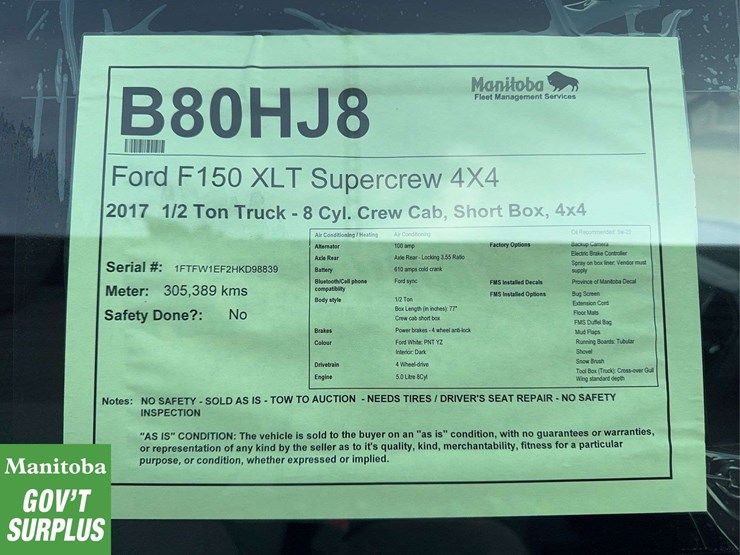 Manitoba
Fleet Management Services
B80HJ8
Ford F150 XLT Supercrew 4X4
2017 1/2 Ton Truck - 8 Cyl. Crew Cab, Short Box, 4x4
Serial #: 1FTFW1EF2HKD98839
Meter: 305,389 kms
Safety Done?: No
Air Conditioning / Heating Air Conditioning
Alternator 100 amp
Axle Rear Axle Rear - Locking 3.55 Ratio
Battery 610 amps cold crank
Bluetooth/Cell phone Ford sync
compatiblity
Body style 1/2 Ton
Box Length (in inches): 77"
Crew cab short box
Brakes Power brakes - 4 wheel anti-lock
Colour Ford White: PNT YZ
Interior: Dark
Drivetrain 4 Wheel-drive
Engine 5.0 Litre 8Cyl
Oil Recommended:
Factory Options Backup Camera
Electric Brake Controller
Spray on box liner: Vendor must
supply
FMS Installed Decals Province of Manitoba Decal
FMS Installed Options Bug Screen
Extension Cord
Floor Mats
FMS Duffel Bag
Mud Flaps
Running Boards: Tubular
Shovel
Snow Brush
Tool Box (Truck): Cross-over Gull
Wing standard depth
Notes: NO SAFETY - SOLD AS IS - TOW TO AUCTION - NEEDS TIRES / DRIVER'S SEAT REPAIR - NO SAFETY
INSPECTION
"AS IS" CONDITION: The vehicle is sold to the buyer on an "as is" condition, with no guarantees or warranties,
or representation of any kind by the seller as to it's quality, kind, merchantability, fitness for a particular
purpose, or condition, whether expressed or implied.
Manitoba
GOV'T
SURPLUS